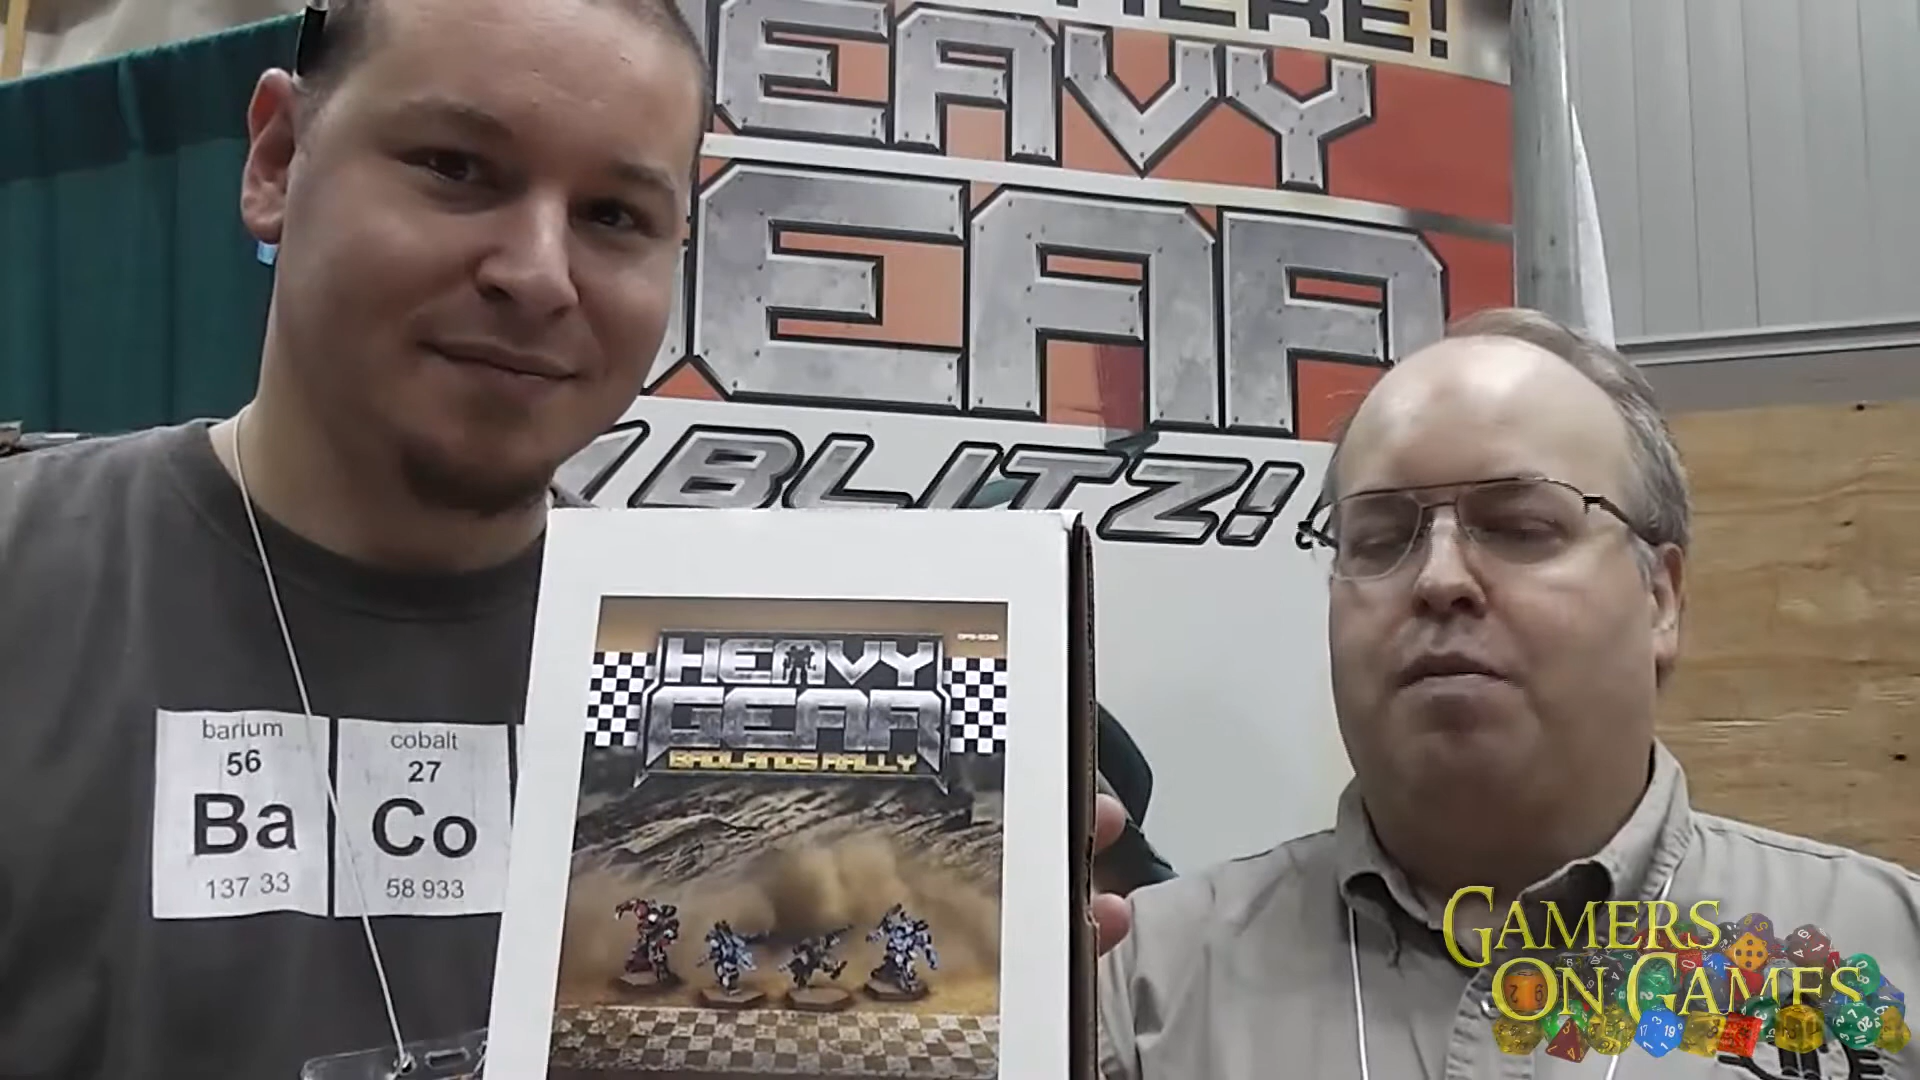 HERE!
HEAVY
GEAR
BLITZ!
HEAVY
GEAR
BADLANDS RALLY
barium
56
Ba
137.33
cobalt
27
Co
58.933
GAMERS
ON GAMES